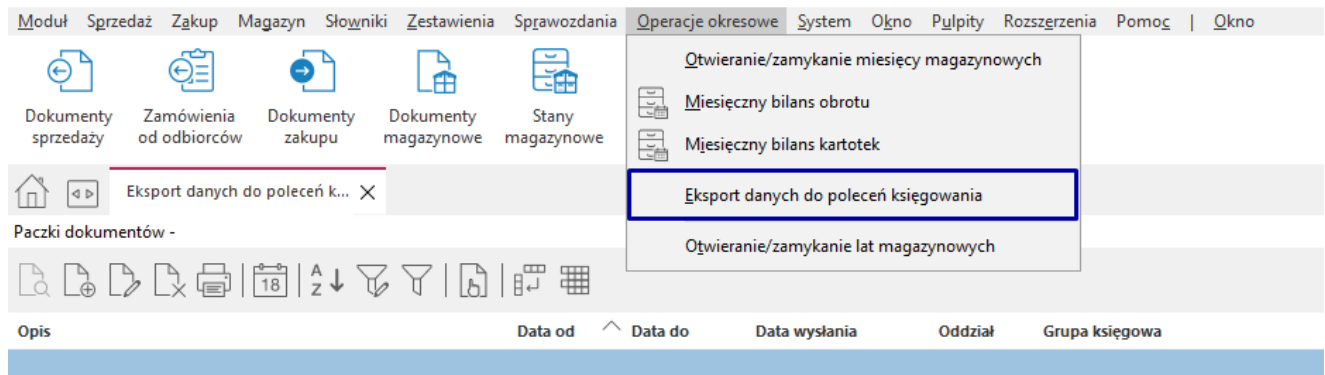 Moduł Sprzedaż Zakup Magazyn Słowniki Zestawienia Sprawozdania Operacje okresowe System Okno Pulpity Rozszerzenia Pomoc | Okno
Otwieranie/zamykanie miesięcy magazynowych
Miesięczny bilans obrotu
Miesięczny bilans kartotek
Eksport danych do poleceń księgowania
Otwieranie/zamykanie lat magazynowych
Dokumenty sprzedaży
Zamówienia od odbiorców
Dokumenty zakupu
Dokumenty magazynowe
Stany magazynowe
Eksport danych do poleceń k...
Paczki dokumentów -
18
A
Z
Opis Data od Data do Data wysłania Oddział Grupa księgowa